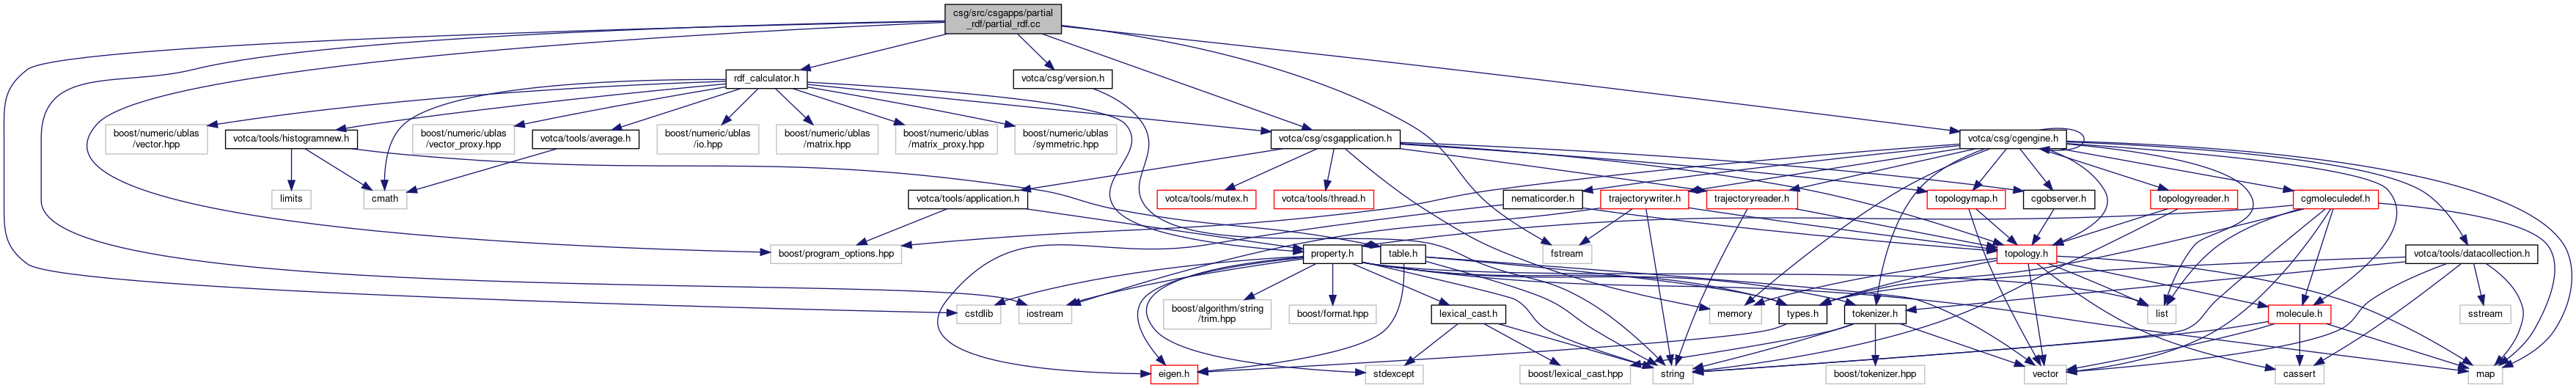 csg/src/csgapps/partial
_rdf/partial_rdf.cc
rdf_calculator.h
votca/csg/version.h
boost/numeric/ublas
/vector.hpp
votca/tools/histogramnew.h
boost/numeric/ublas
/vector_proxy.hpp
votca/tools/average.h
boost/numeric/ublas
/io.hpp
boost/numeric/ublas
/matrix.hpp
boost/numeric/ublas
/matrix_proxy.hpp
boost/numeric/ublas
/symmetric.hpp
votca/csg/csgapplication.h
votca/csg/cgengine.h
limits
cmath
votca/tools/application.h
votca/tools/mutex.h
votca/tools/thread.h
nematicorder.h
trajectorywriter.h
trajectoryreader.h
topologymap.h
cgobserver.h
topologyreader.h
cgmoleculedef.h
boost/program_options.hpp
property.h
table.h
fstream
topology.h
votca/tools/datacollection.h
cstdlib
iostream
boost/algorithm/string
/trim.hpp
boost/format.hpp
lexical_cast.h
memory
types.h
tokenizer.h
list
molecule.h
sstream
eigen.h
stdexcept
boost/lexical_cast.hpp
string
boost/tokenizer.hpp
vector
cassert
map